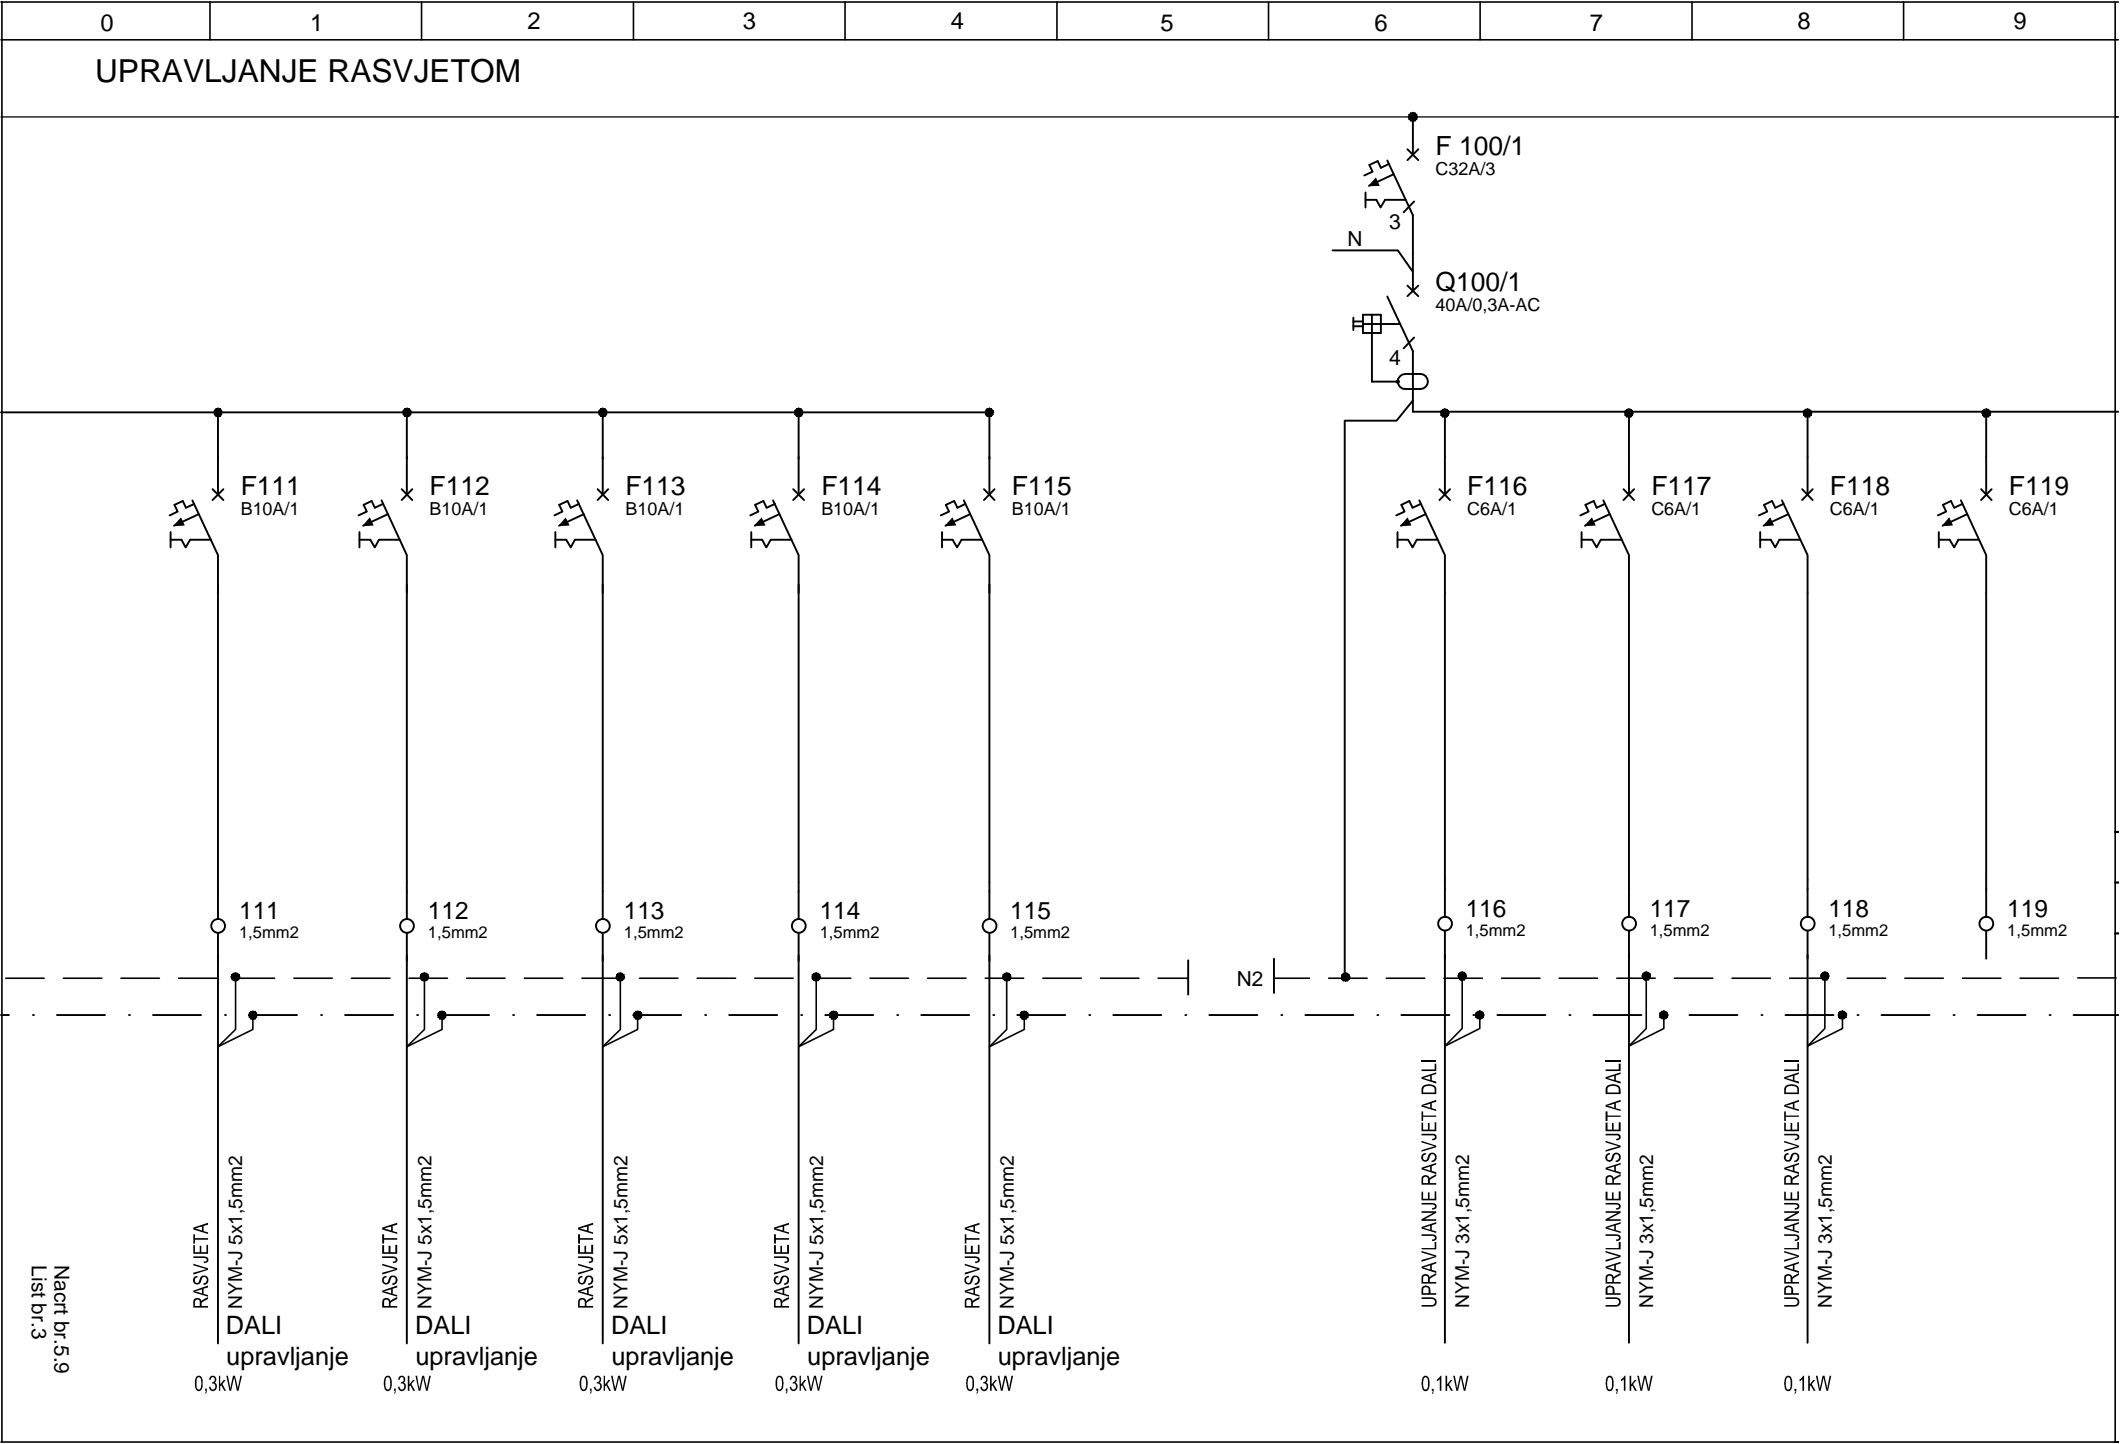 0 1 2 3 4 5 6 7 8 9
UPRAVLJANJE RASVJETOM
F 100/1
C32A/3
3
N
Q100/1
40A/0,3A-AC
4
F111
B10A/1
F112
B10A/1
F113
B10A/1
F114
B10A/1
F115
B10A/1
F116
C6A/1
F117
C6A/1
F118
C6A/1
F119
C6A/1
111
1,5mm2
112
1,5mm2
113
1,5mm2
114
1,5mm2
115
1,5mm2
116
1,5mm2
117
1,5mm2
118
1,5mm2
119
1,5mm2
N2
RASVJETA
NYM-J 5x1,5mm2
DALI
upravljanje
0,3kW
RASVJETA
NYM-J 5x1,5mm2
DALI
upravljanje
0,3kW
RASVJETA
NYM-J 5x1,5mm2
DALI
upravljanje
0,3kW
RASVJETA
NYM-J 5x1,5mm2
DALI
upravljanje
0,3kW
RASVJETA
NYM-J 5x1,5mm2
DALI
upravljanje
0,3kW
UPRAVLJANJE RASVJETA DALI
NYM-J 3x1,5mm2
0,1kW
UPRAVLJANJE RASVJETA DALI
NYM-J 3x1,5mm2
0,1kW
UPRAVLJANJE RASVJETA DALI
NYM-J 3x1,5mm2
0,1kW
Nacrt br.5.9
List br.3